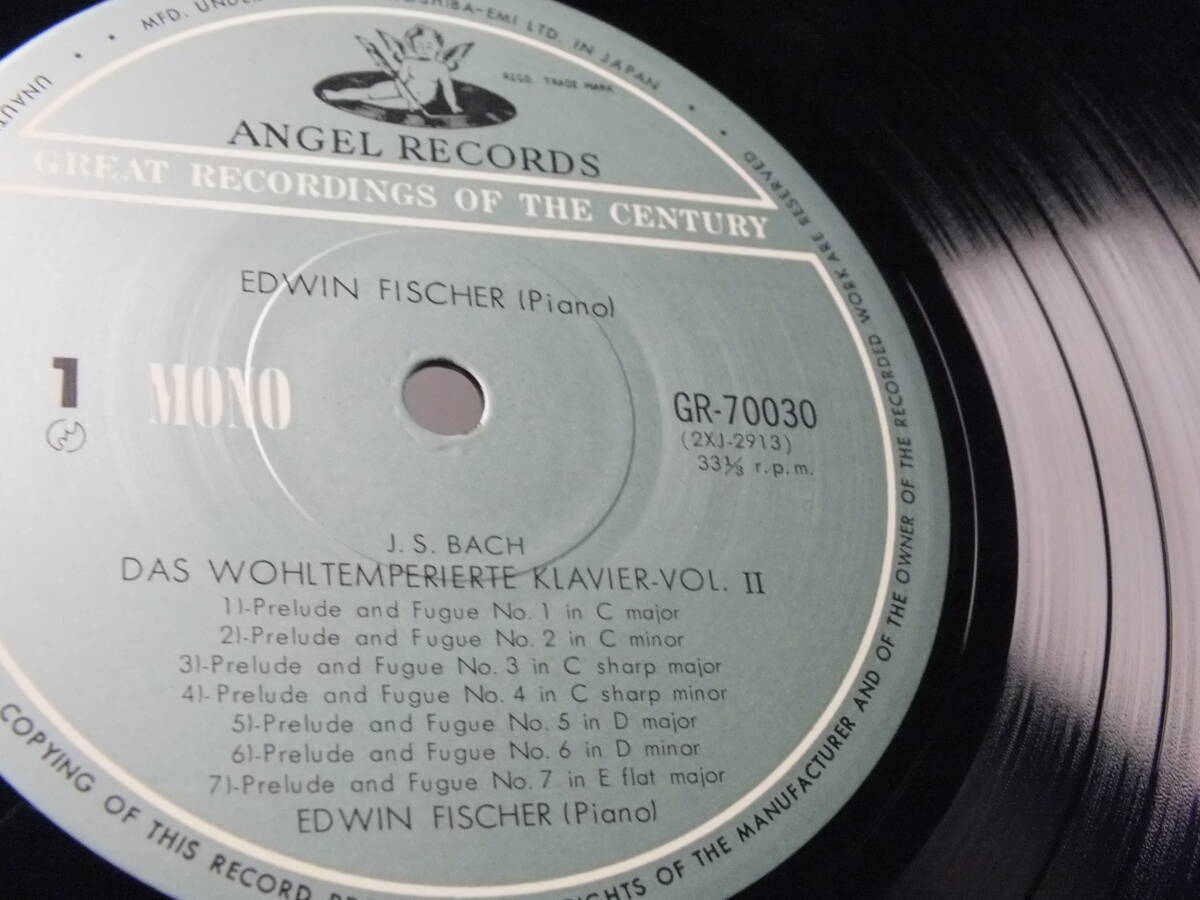 MFD. UNDER
-EMI LTD. IN JAPAN
REGD. TRADE MARK
ANGEL RECORDS
GREAT RECORDINGS OF THE CENTURY
EDWIN FISCHER (Piano)
1
MONO
GR-70030
(2XJ-2913)
33⅓ r.p.m.
J. S. BACH
DAS WOHLTEMPERIERTE KLAVIER-VOL. II
1)-Prelude and Fugue No. 1 in C major
2)-Prelude and Fugue No. 2 in C minor
3)-Prelude and Fugue No. 3 in C sharp major
4)-Prelude and Fugue No. 4 in C sharp minor
5)-Prelude and Fugue No. 5 in D major
6)-Prelude and Fugue No. 6 in D minor
7)-Prelude and Fugue No. 7 in E flat major
EDWIN FISCHER (Piano)
UNAUT
COPYING OF THIS RECORD
RIGHTS OF THE MANUFACTURER AND OF THE OWNER OF THE RECORDED WORK ARE RESERVED